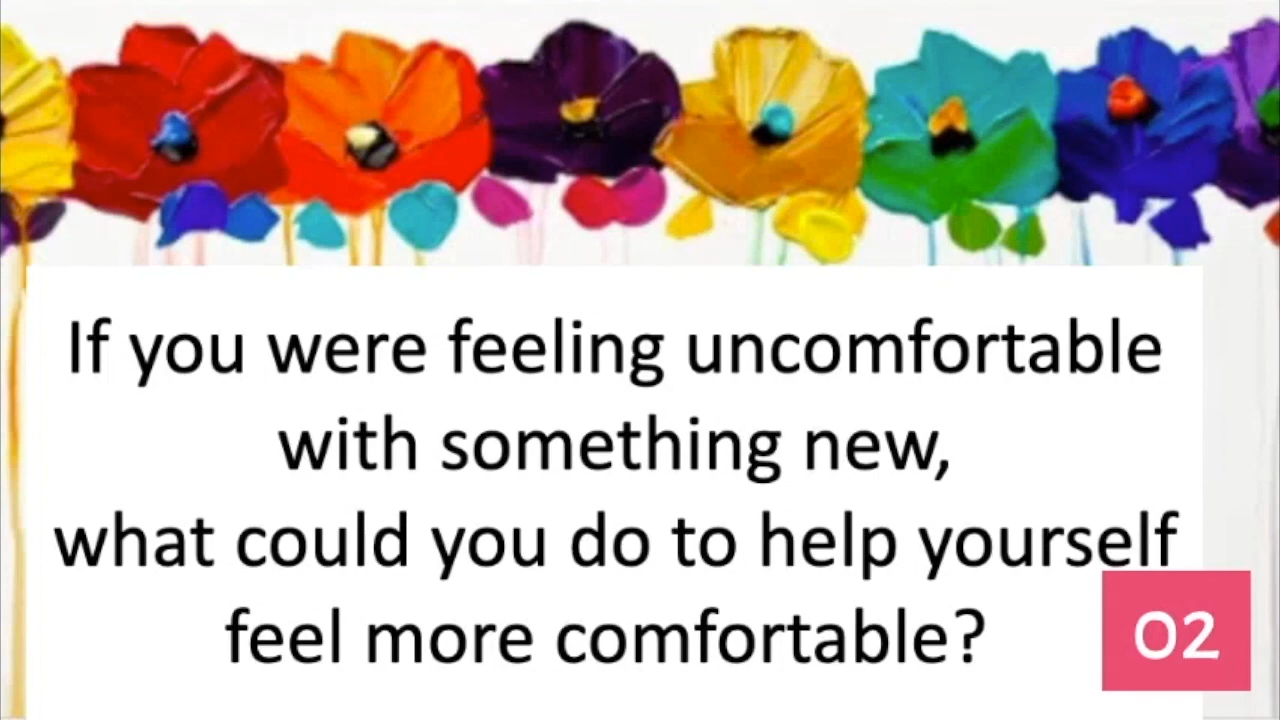 If you were feeling uncomfortable
with something new,
what could you do to help yourself
feel more comfortable?
02